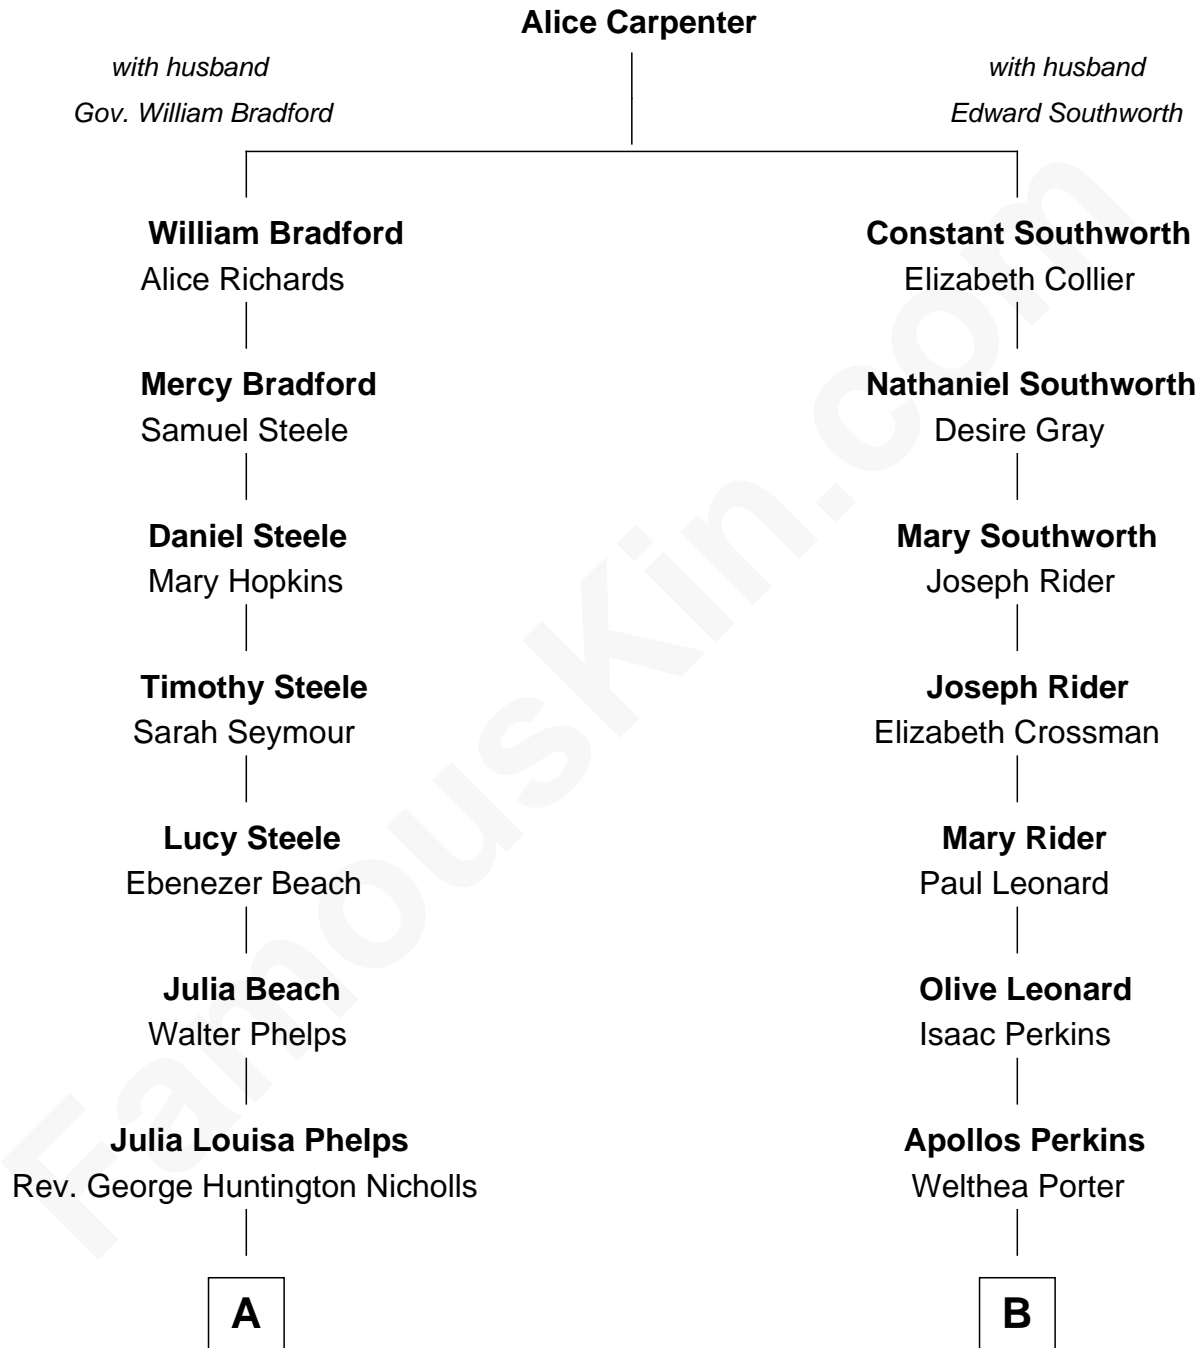 Alice Carpenter
with husband
Gov. William Bradford
with husband
Edward Southworth
William Bradford
Alice Richards
Constant Southworth
Elizabeth Collier
Mercy Bradford
Samuel Steele
Nathaniel Southworth
Desire Gray
Daniel Steele
Mary Hopkins
Mary Southworth
Joseph Rider
Timothy Steele
Sarah Seymour
Joseph Rider
Elizabeth Crossman
Lucy Steele
Ebenezer Beach
Mary Rider
Paul Leonard
Julia Beach
Walter Phelps
Olive Leonard
Isaac Perkins
Julia Louisa Phelps
Rev. George Huntington Nicholls
Apollos Perkins
Welthea Porter
A
B
FamousKin.com